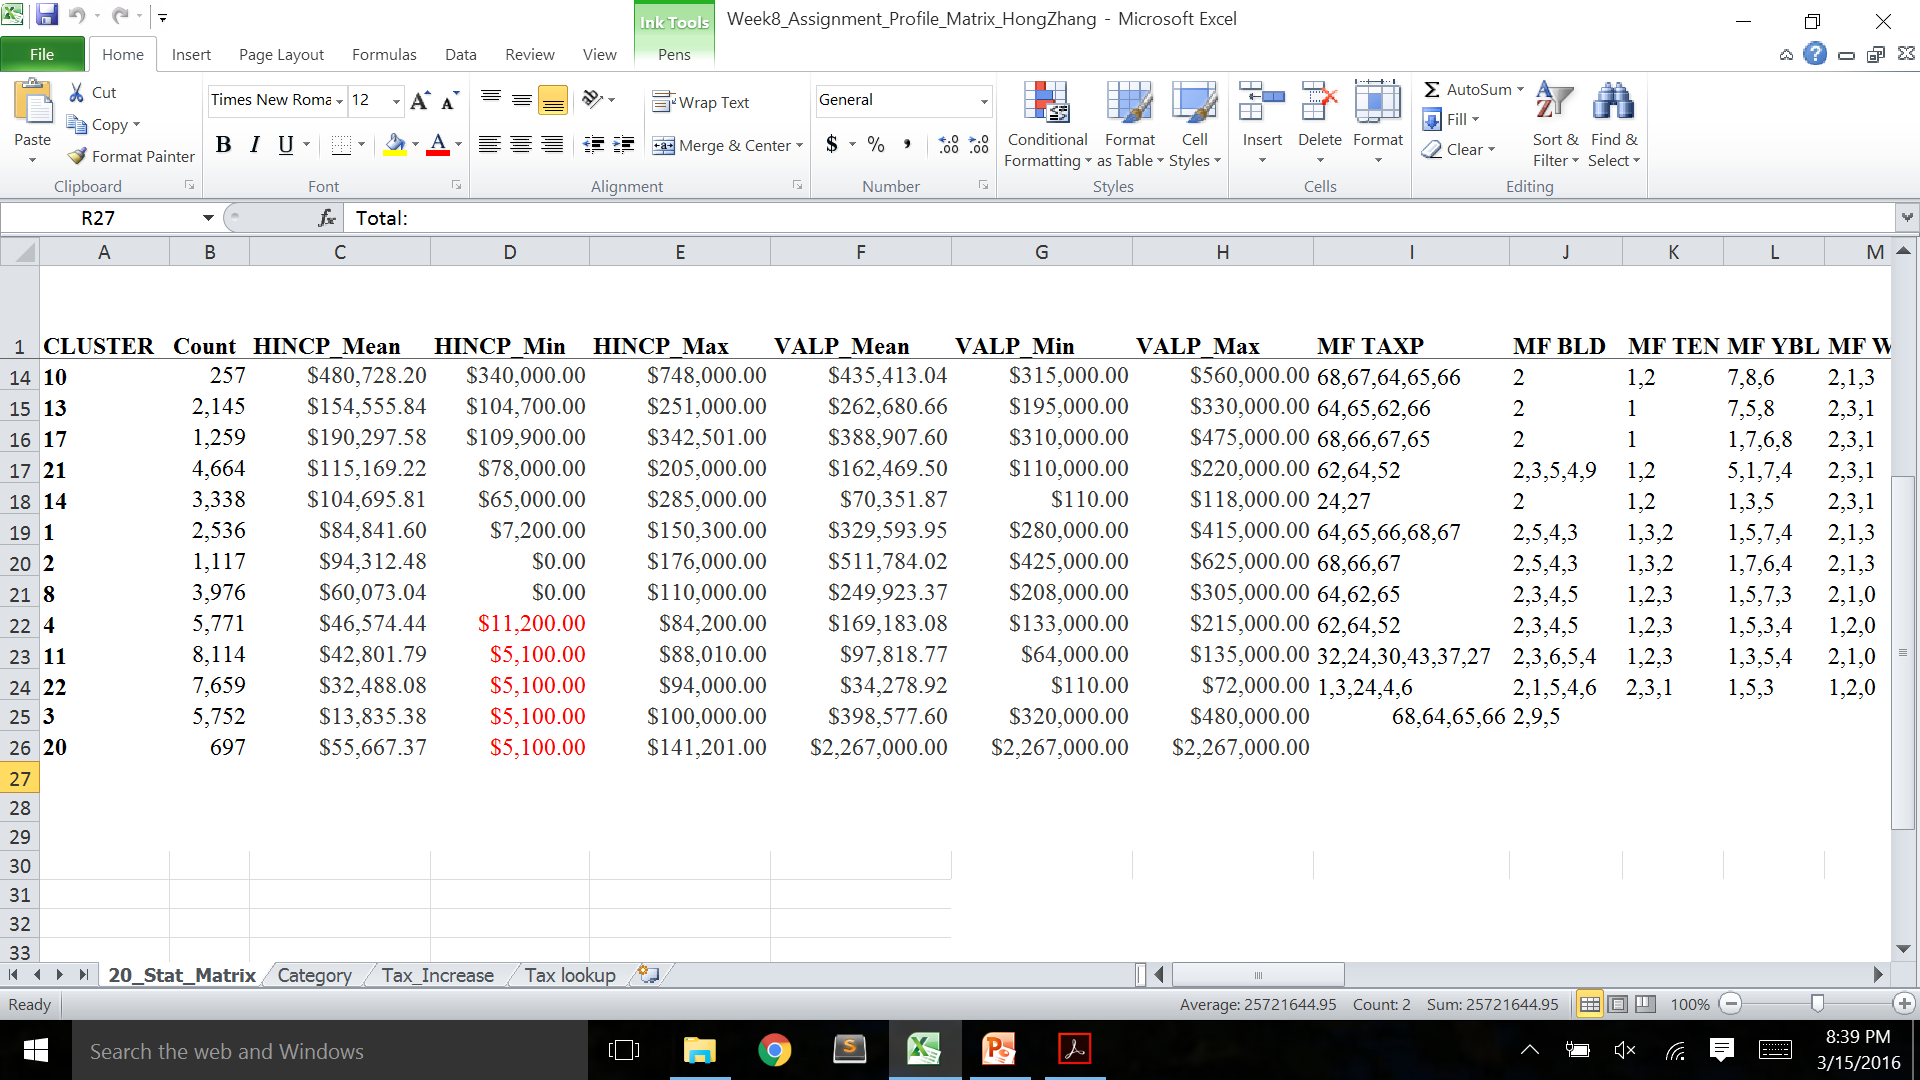 Ink Tools
Week8_Assignment_Profile_Matrix_HongZhang - Microsoft Excel
File Home Insert Page Layout Formulas Data Review View Pens
Paste
Cut
Copy
Format Painter
Clipboard
Times New Roma 12
B I U
Font
Wrap Text
Merge & Center
Alignment
General
$ %
Number
Conditional Formatting
Format as Table
Cell Styles
Styles
Insert Delete Format
Cells
AutoSum
Fill
Clear
Sort & Filter
Find & Select
Editing
R27 fx Total:
A B C D E F G H I J K L M
1 CLUSTER Count HINCP_Mean HINCP_Min HINCP_Max VALP_Mean VALP_Min VALP_Max MF TAXP MF BLD MF TEN MF YBL MF W
14 10 257 $480,728.20 $340,000.00 $748,000.00 $435,413.04 $315,000.00 $560,000.00 68,67,64,65,66 2 1,2 7,8,6 2,1,3
15 13 2,145 $154,555.84 $104,700.00 $251,000.00 $262,680.66 $195,000.00 $330,000.00 64,65,62,66 2 1 7,5,8 2,3,1
16 17 1,259 $190,297.58 $109,900.00 $342,501.00 $388,907.60 $310,000.00 $475,000.00 68,66,67,65 2 1 1,7,6,8 2,3,1
17 21 4,664 $115,169.22 $78,000.00 $205,000.00 $162,469.50 $110,000.00 $220,000.00 62,64,52 2,3,5,4,9 1,2 5,1,7,4 2,3,1
18 14 3,338 $104,695.81 $65,000.00 $285,000.00 $70,351.87 $110.00 $118,000.00 24,27 2 1,2 1,3,5 2,3,1
19 1 2,536 $84,841.60 $7,200.00 $150,300.00 $329,593.95 $280,000.00 $415,000.00 64,65,66,68,67 2,5,4,3 1,3,2 1,5,7,4 2,1,3
20 2 1,117 $94,312.48 $0.00 $176,000.00 $511,784.02 $425,000.00 $625,000.00 68,66,67 2,5,4,3 1,3,2 1,7,6,4 2,1,3
21 8 3,976 $60,073.04 $0.00 $110,000.00 $249,923.37 $208,000.00 $305,000.00 64,62,65 2,3,4,5 1,2,3 1,5,7,3 2,1,0
22 4 5,771 $46,574.44 $11,200.00 $84,200.00 $169,183.08 $133,000.00 $215,000.00 62,64,52 2,3,4,5 1,2,3 1,5,3,4 1,2,0
23 11 8,114 $42,801.79 $5,100.00 $88,010.00 $97,818.77 $64,000.00 $135,000.00 32,24,30,43,37,27 2,3,6,5,4 1,2,3 1,3,5,4 2,1,0
24 22 7,659 $32,488.08 $5,100.00 $94,000.00 $34,278.92 $110.00 $72,000.00 1,3,24,4,6 2,1,5,4,6 2,3,1 1,5,3 1,2,0
25 3 5,752 $13,835.38 $5,100.00 $100,000.00 $398,577.60 $320,000.00 $480,000.00 68,64,65,66 2,9,5
26 20 697 $55,667.37 $5,100.00 $141,201.00 $2,267,000.00 $2,267,000.00 $2,267,000.00
27
28
29
30
31
32
33
20_Stat_Matrix Category Tax_Increase Tax lookup
Ready Average: 25721644.95 Count: 2 Sum: 25721644.95 100%
Search the web and Windows
8:39 PM
3/15/2016